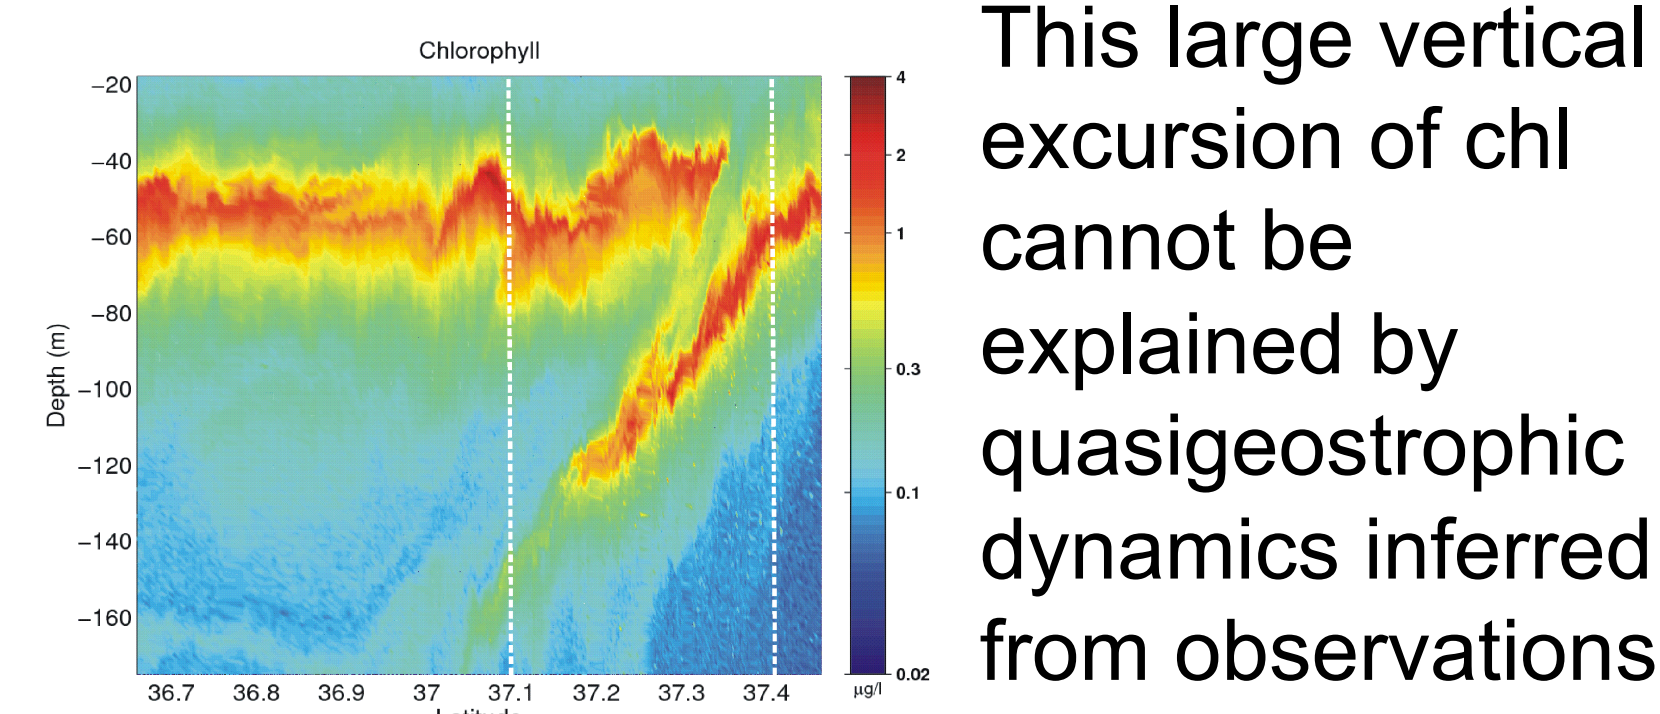 Chlorophyll
−20
−40
−60
−80
−100
−120
−140
−160
Depth (m)
36.7 36.8 36.9 37 37.1 37.2 37.3 37.4
Latitude
4
2
1
0.3
0.1
0.02
µg/l
This large vertical
excursion of chl
cannot be
explained by
quasigeostrophic
dynamics inferred
from observations